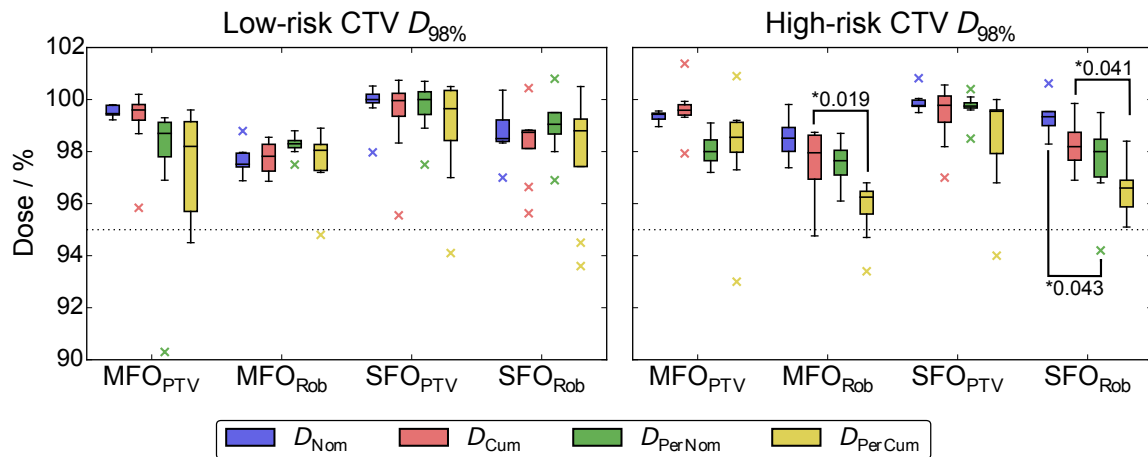 Low-risk CTV D98%
High-risk CTV D98%
Dose / %
102
100
98
96
94
92
90
*0.019
*0.041
*0.043
MFOPTV MFORob SFOPTV SFORob
MFOPTV MFORob SFOPTV SFORob
DNom DCum DPerNom DPerCum